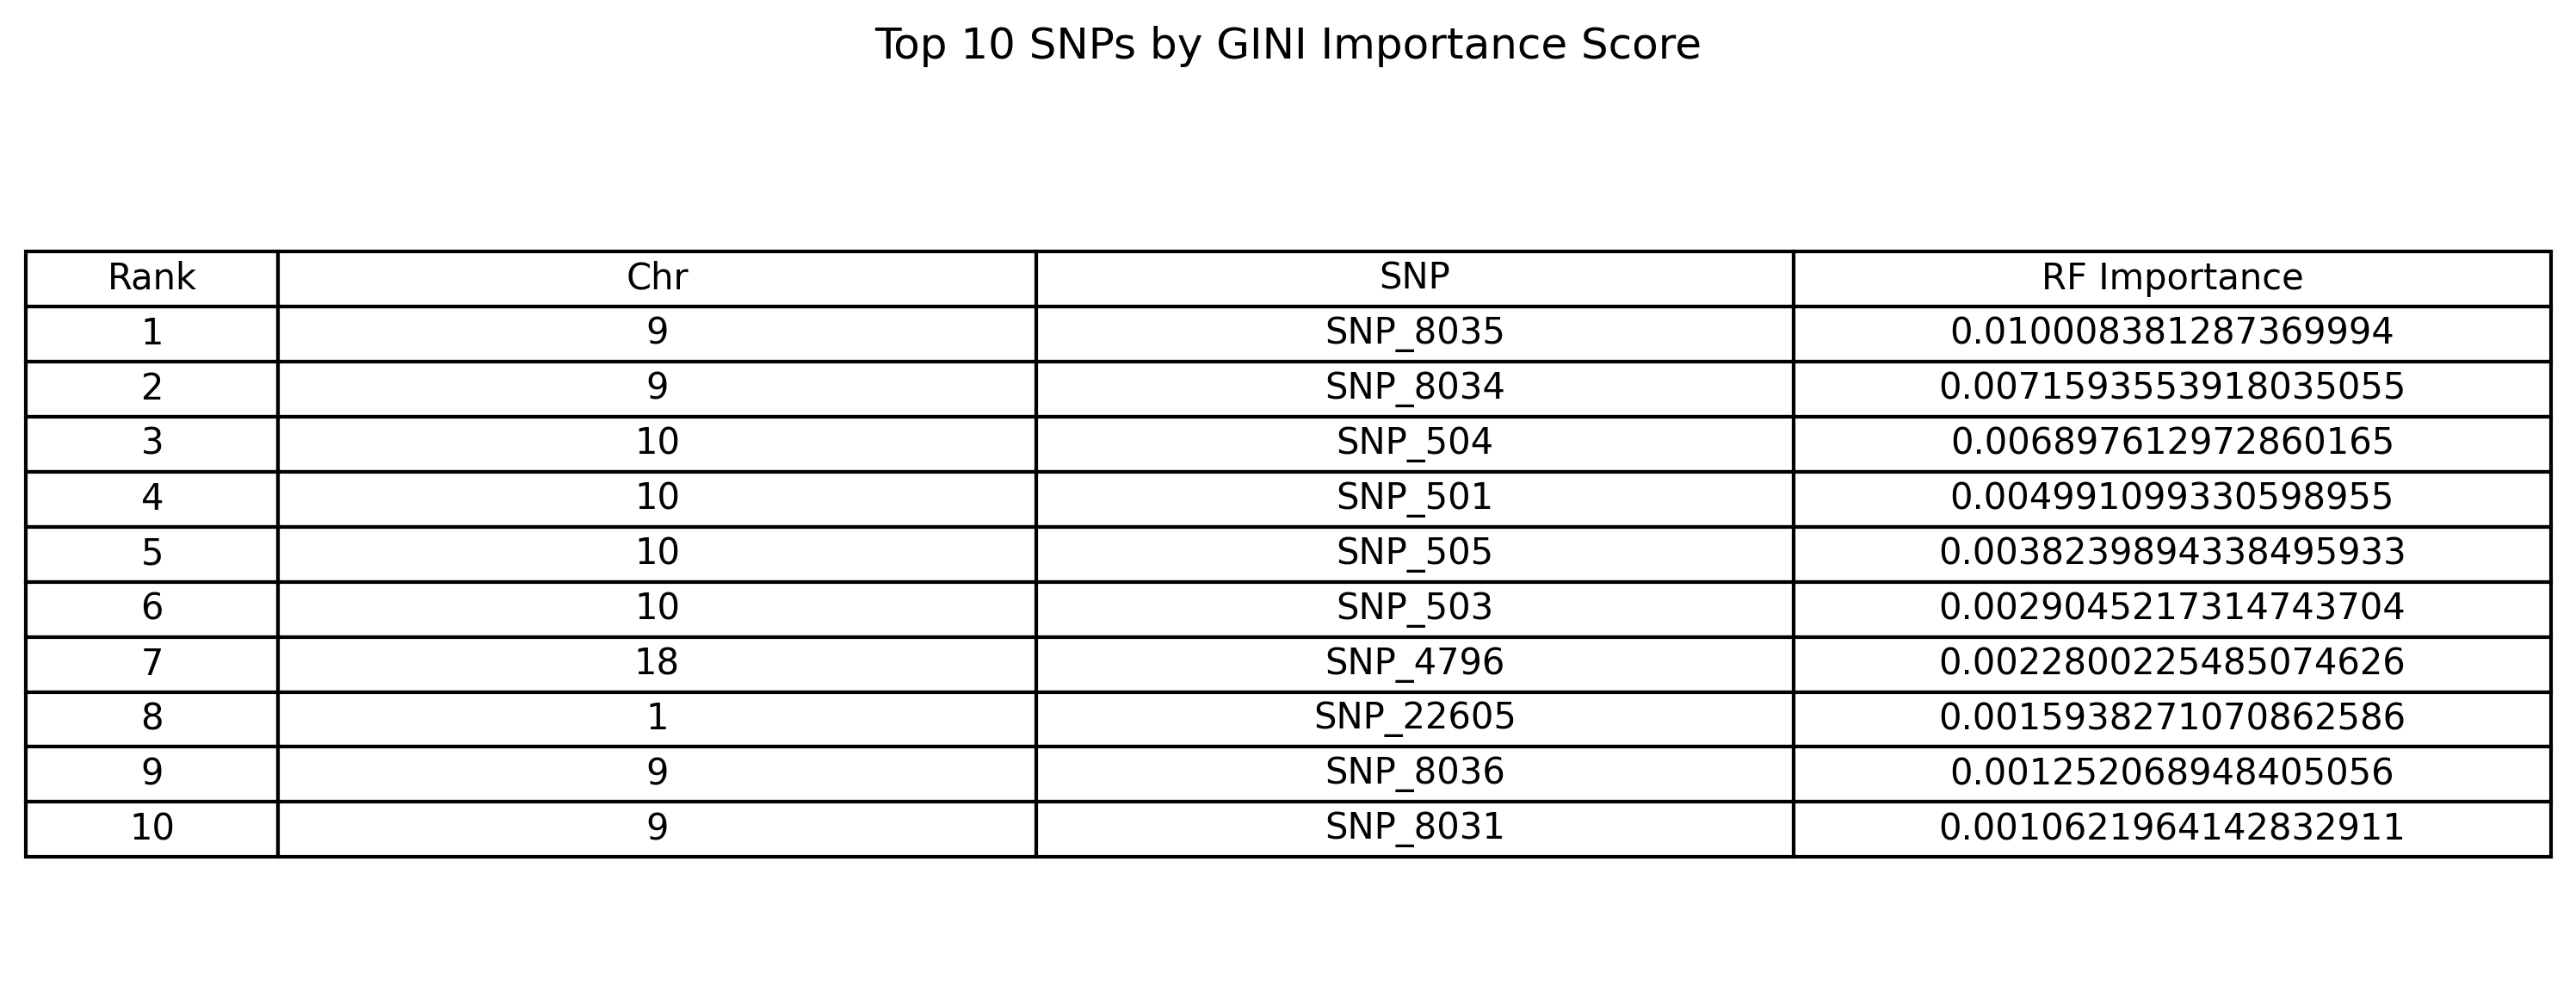 Top 10 SNPs by GINI Importance Score
Rank Chr SNP RF Importance
1 9 SNP_8035 0.010008381287369994
2 9 SNP_8034 0.0071593553918035055
3 10 SNP_504 0.006897612972860165
4 10 SNP_501 0.004991099330598955
5 10 SNP_505 0.0038239894338495933
6 10 SNP_503 0.0029045217314743704
7 18 SNP_4796 0.0022800225485074626
8 1 SNP_22605 0.0015938271070862586
9 9 SNP_8036 0.001252068948405056
10 9 SNP_8031 0.0010621964142832911